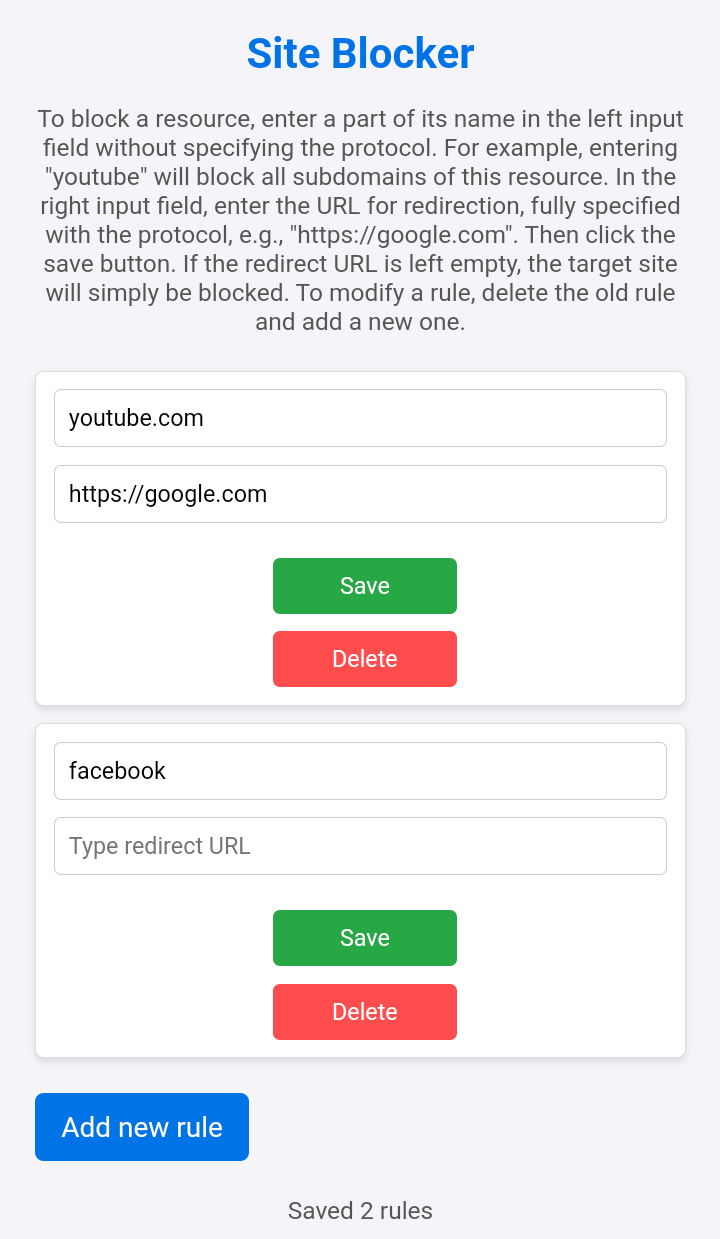 Site Blocker
To block a resource, enter a part of its name in the left input
field without specifying the protocol. For example, entering
"youtube" will block all subdomains of this resource. In the
right input field, enter the URL for redirection, fully specified
with the protocol, e.g., "https://google.com". Then click the
save button. If the redirect URL is left empty, the target site
will simply be blocked. To modify a rule, delete the old rule
and add a new one.
youtube.com
https://google.com
Save
Delete
facebook
Type redirect URL
Save
Delete
Add new rule
Saved 2 rules